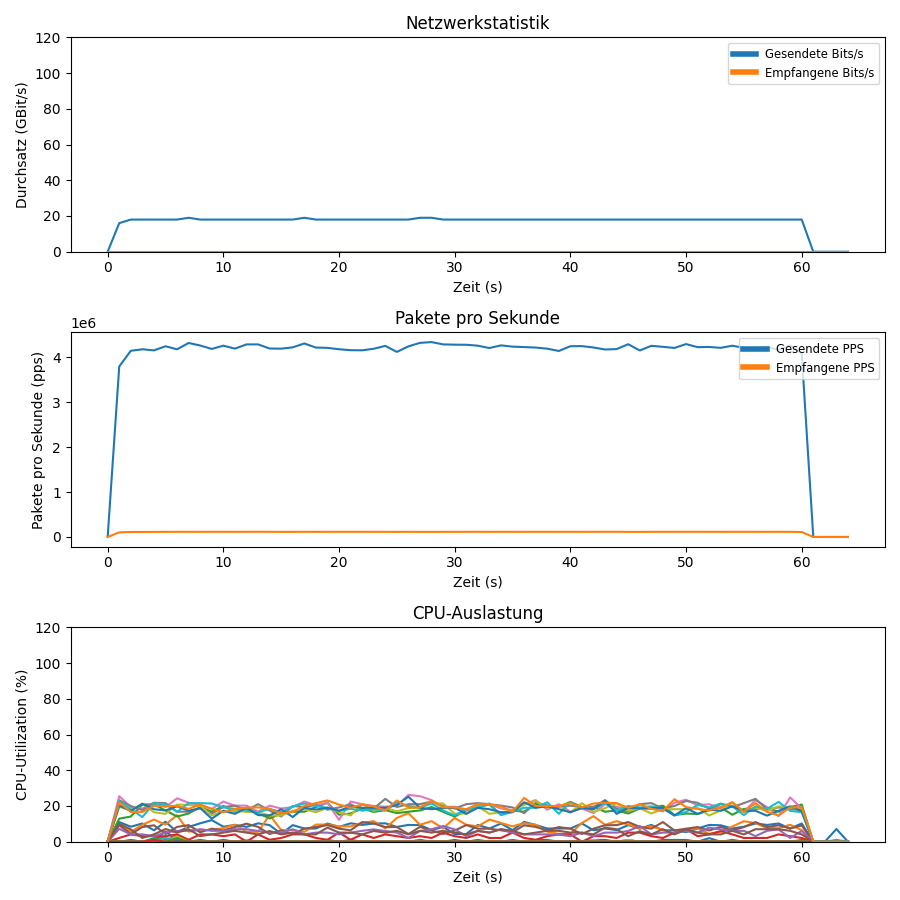 Netzwerkstatistik
120
100
80
60
40
20
0
Durchsatz (GBit/s)
Gesendete Bits/s
Empfangene Bits/s
0 10 20 30 40 50 60
Zeit (s)
Pakete pro Sekunde
1e6
4
3
2
1
0
Pakete pro Sekunde (pps)
Gesendete PPS
Empfangene PPS
0 10 20 30 40 50 60
Zeit (s)
CPU-Auslastung
120
100
80
60
40
20
0
CPU-Utilization (%)
0 10 20 30 40 50 60
Zeit (s)